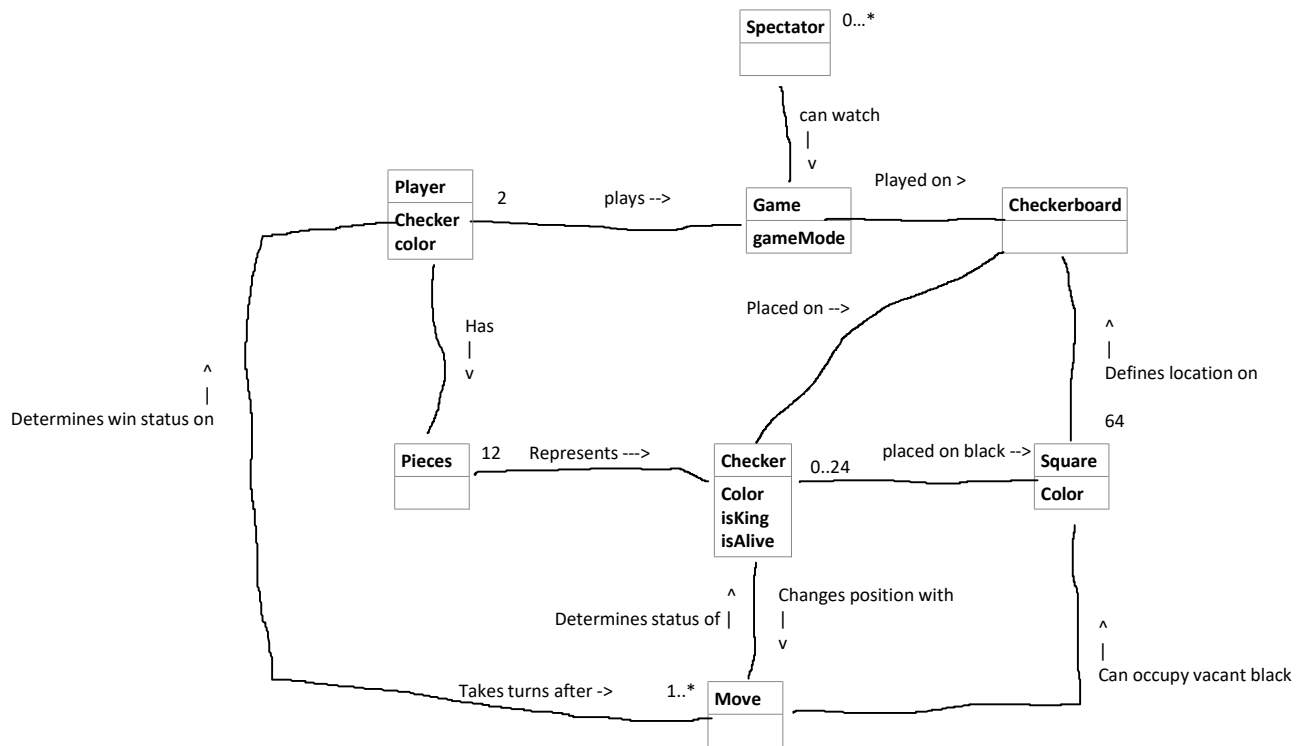 Spectator
0...*
can watch
|
v
Player
Checker
color
2
plays -->
Game
gameMode
Played on >
Checkerboard
Placed on -->
Has
|
v
^
|
Determines win status on
^
|
Defines location on
64
Pieces
12
Represents --->
Checker
Color
isKing
isAlive
0..24
placed on black -->
Square
Color
^
Determines status of |
Changes position with
|
v
^
|
Can occupy vacant black
Takes turns after ->
1..*
Move